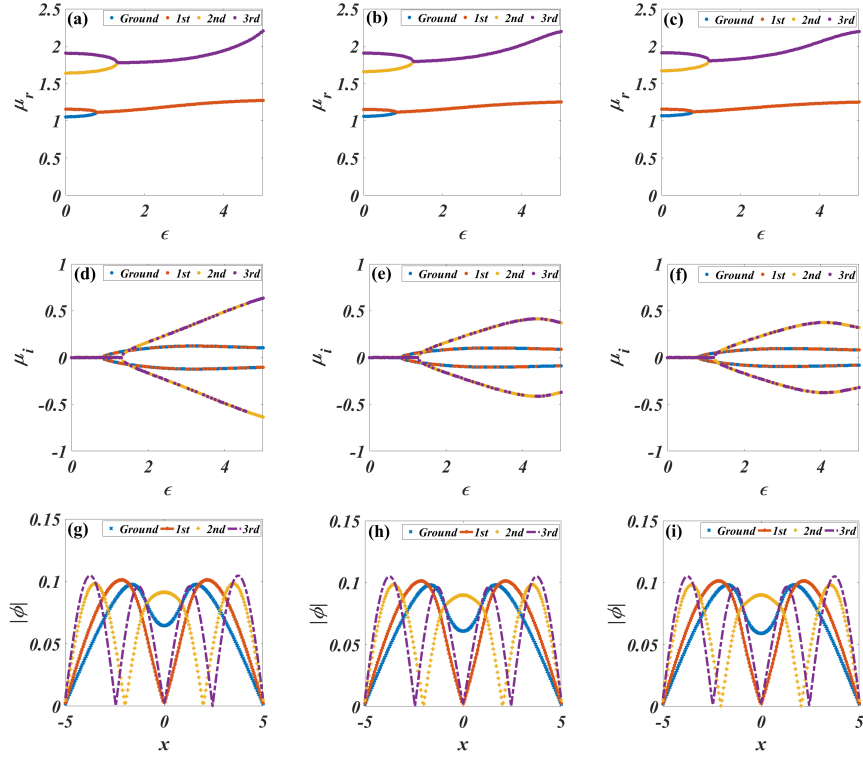 (a) Ground 1st 2nd 3rd
2.5
2
1.5
1
0.5
0
μr
0 2 4
ϵ
(b) Ground 1st 2nd 3rd
2.5
2
1.5
1
0.5
0
μr
0 2 4
ϵ
(c) Ground 1st 2nd 3rd
2.5
2
1.5
1
0.5
0
μr
0 2 4
ϵ
(d) Ground 1st 2nd 3rd
1
0.5
0
-0.5
-1
μi
0 2 4
ϵ
(e) Ground 1st 2nd 3rd
1
0.5
0
-0.5
-1
μi
0 2 4
ϵ
(f) Ground 1st 2nd 3rd
1
0.5
0
-0.5
-1
μi
0 2 4
ϵ
(g) Ground 1st 2nd 3rd
0.15
0.1
0.05
0
|ϕ|
-5 0 5
x
(h) Ground 1st 2nd 3rd
0.15
0.1
0.05
0
|ϕ|
-5 0 5
x
(i) Ground 1st 2nd 3rd
0.15
0.1
0.05
0
|ϕ|
-5 0 5
x